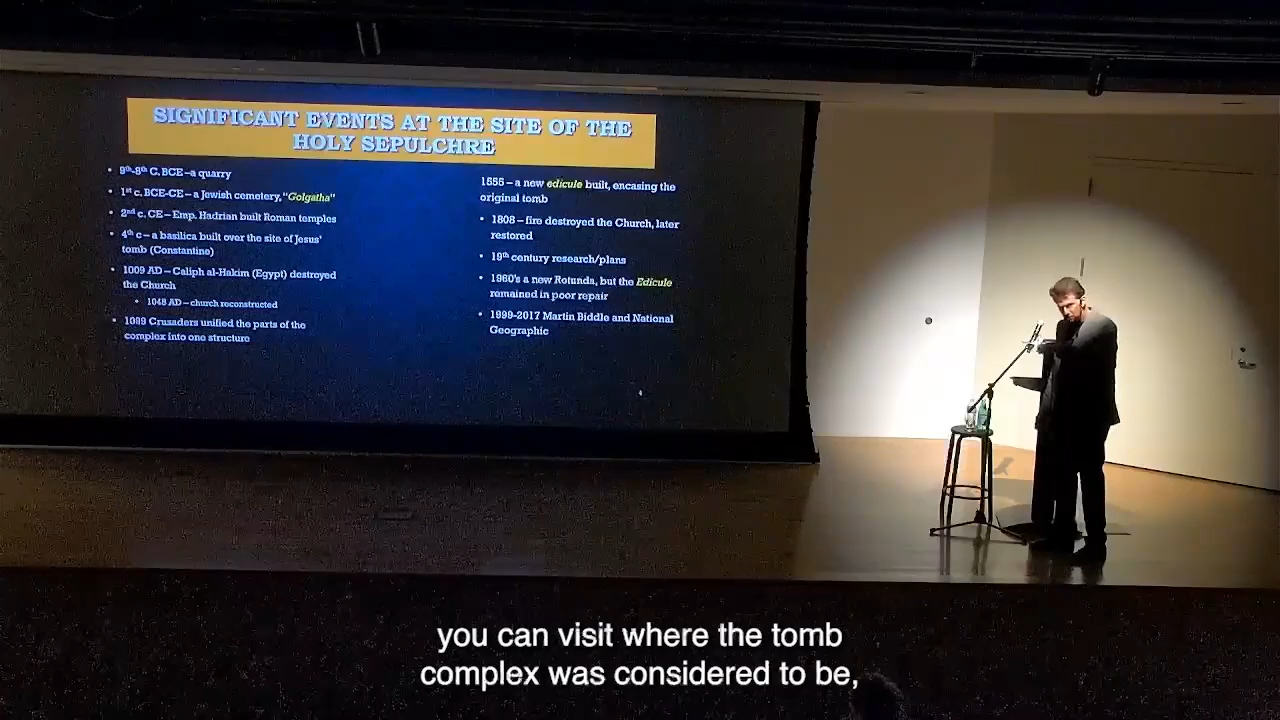 SIGNIFICANT EVENTS AT THE SITE OF THE
HOLY SEPULCHRE
• 9th-8th C. BCE – a quarry
• 1st c. BCE-CE – a Jewish cemetery, "Golgatha"
• 2nd c. CE – Emp. Hadrian built Roman temples
• 4th c – a basilica built over the site of Jesus'
tomb (Constantine)
• 1009 AD – Caliph al-Hakim (Egypt) destroyed
the Church
• 1048 AD – church reconstructed
• 1099 Crusaders unified the parts of the
complex into one structure
1555 – a new edicule built, encasing the
original tomb
• 1808 – fire destroyed the Church, later
restored
• 19th century research/plans
• 1960's a new Rotunda, but the Edicule
remained in poor repair
• 1999-2017 Martin Biddle and National
Geographic
you can visit where the tomb
complex was considered to be,